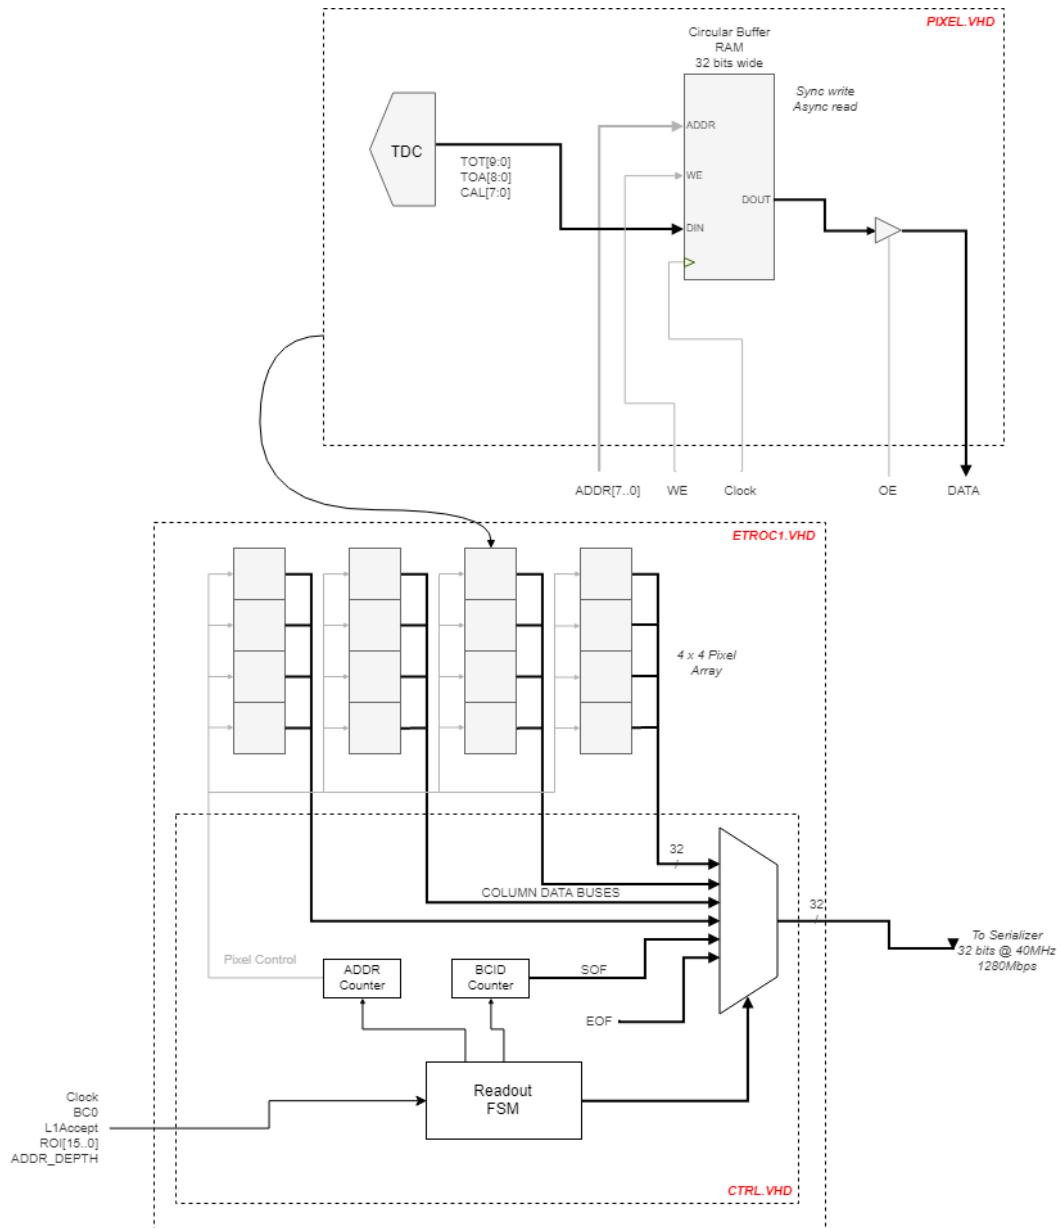 PIXEL.VHD
Circular Buffer
RAM
32 bits wide
Sync write
Async read
TDC
TOT[9:0]
TOA[8:0]
CAL[7:0]
ADDR
WE
DOUT
DIN
ADDR[7..0]
WE
Clock
OE
DATA
ETROC1.VHD
4 x 4 Pixel
Array
32
COLUMN DATA BUSES
32
To Serializer
32 bits @ 40MHz
1280Mbps
Pixel Control
ADDR
Counter
BCID
Counter
SOF
EOF
Readout
FSM
Clock
BC0
L1Accept
ROI[15..0]
ADDR_DEPTH
CTRL.VHD